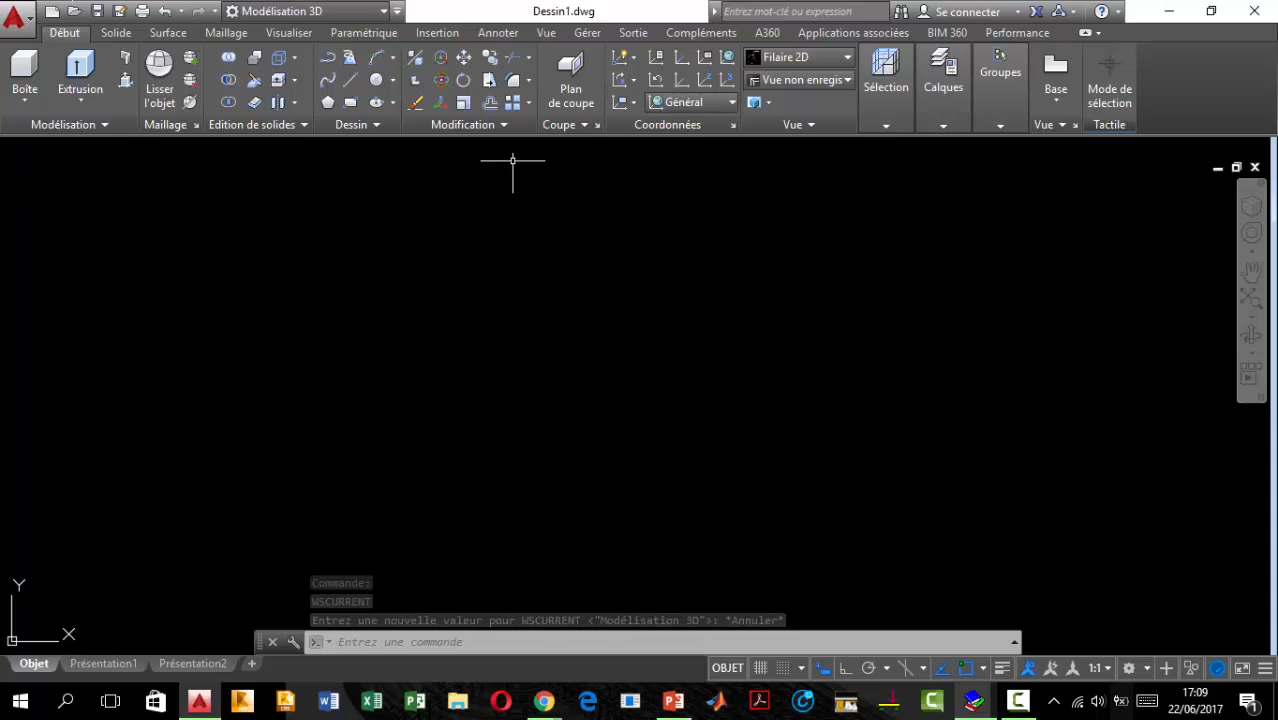 Modélisation 3D
Dessin1.dwg
Entrez mot-clé ou expression
Se connecter
Début
Solide
Surface
Maillage
Visualiser
Paramétrique
Insertion
Annoter
Vue
Gérer
Sortie
Compléments
A360
Applications associées
BIM 360
Performance
Boîte
Extrusion
Lisser
l'objet
Plan
de coupe
Général
Filaire 2D
Vue non enregis
Sélection
Calques
Groupes
Base
Mode de
sélection
Modélisation
Maillage
Edition de solides
Dessin
Modification
Coupe
Coordonnées
Vue
Vue
Tactile
Y
X
Commande:
WSCURRENT
Entrez une nouvelle valeur pour WSCURRENT <"Modélisation 3D">: *Annuler*
Entrez une commande
Objet
Présentation1
Présentation2
OBJET
1:1
17:09
22/06/2017